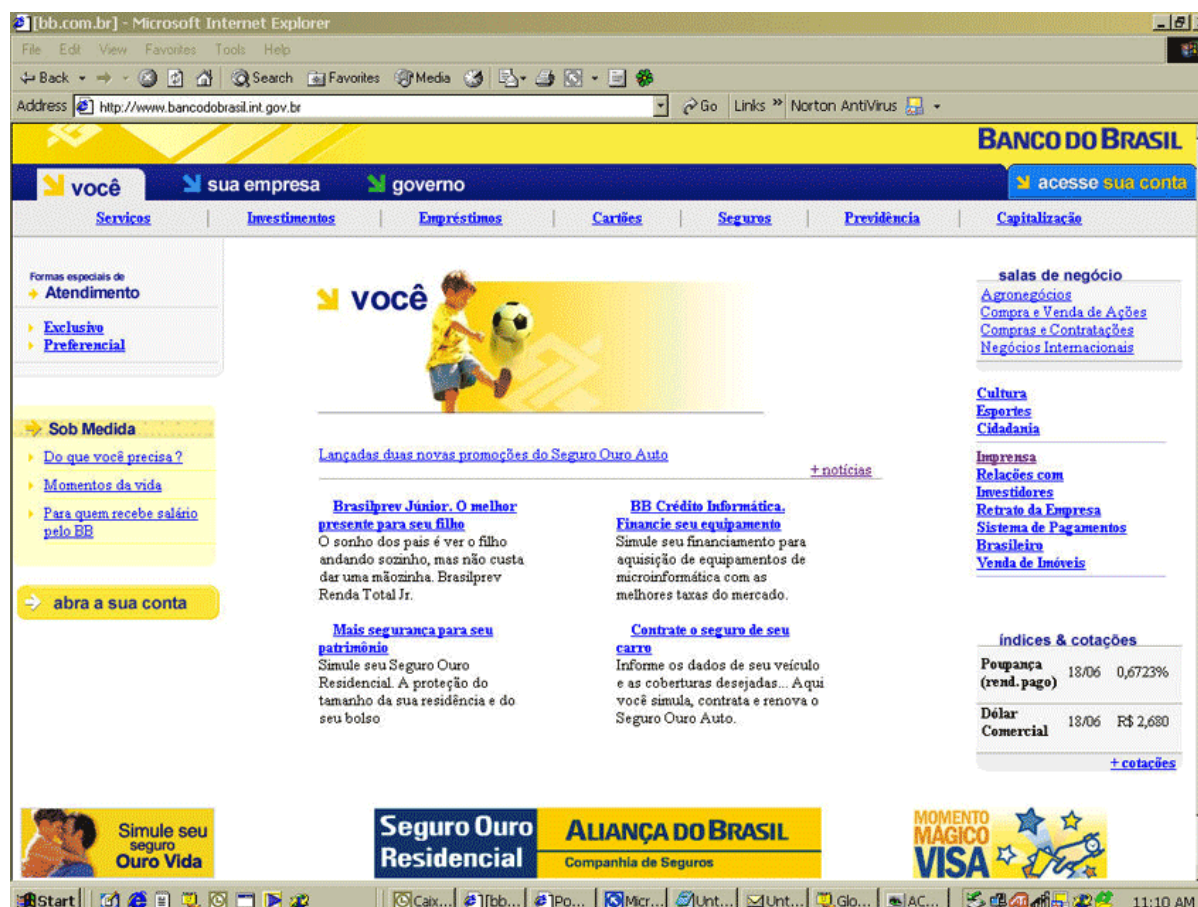 [bb.com.br] - Microsoft Internet Explorer
File Edit View Favorites Tools Help
Back Search Favorites Media
Address http://www.bancodobrasil.int.gov.br Go Links » Norton AntiVirus
BANCO DO BRASIL
você sua empresa governo acesse sua conta
Serviços | Investimentos | Empréstimos | Cartões | Seguros | Previdência | Capitalização
Formas especiais de
Atendimento
Exclusivo
Preferencial
Sob Medida
Do que você precisa ?
Momentos da vida
Para quem recebe salário
pelo BB
abra a sua conta
você
Lançadas duas novas promoções do Seguro Ouro Auto
+ notícias
Brasilprev Júnior. O melhor
presente para seu filho
O sonho dos pais é ver o filho
andando sozinho, mas não custa
dar uma mãozinha. Brasilprev
Renda Total Jr.
BB Crédito Informática.
Financie seu equipamento
Simule seu financiamento para
aquisição de equipamentos de
microinformática com as
melhores taxas do mercado.
Mais segurança para seu
patrimônio
Simule seu Seguro Ouro
Residencial. A proteção do
tamanho da sua residência e do
seu bolso
Contrate o seguro de seu
carro
Informe os dados de seu veículo
e as coberturas desejadas... Aqui
você simula, contrata e renova o
Seguro Ouro Auto.
salas de negócio
Agronegócios
Compra e Venda de Ações
Compras e Contratações
Negócios Internacionais
Cultura
Esportes
Cidadania
Imprensa
Relações com
Investidores
Retrato da Empresa
Sistema de Pagamentos
Brasileiro
Venda de Imóveis
índices & cotações
Poupança
(rend.pago) 18/06 0,6723%
Dólar
Comercial 18/06 R$ 2,680
+ cotações
Simule seu
seguro
Ouro Vida
Seguro Ouro
Residencial
ALIANÇA DO BRASIL
Companhia de Seguros
MOMENTO
MÁGICO
VISA
Start Caix... [bb... Po... Micr... Unt... Unt... Glo... AC... 11:10 AM